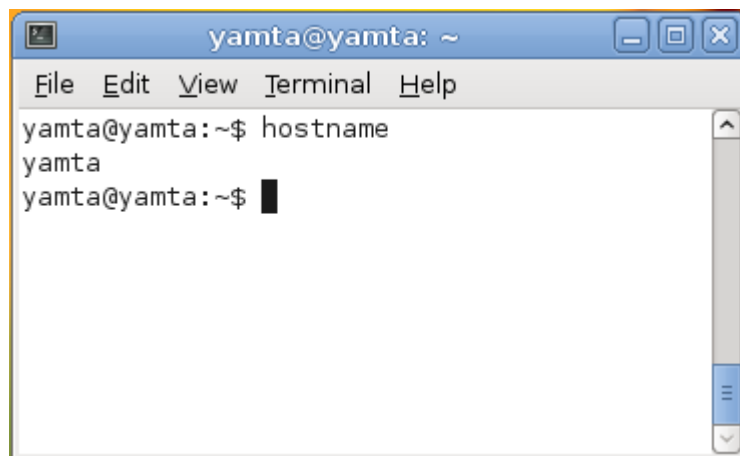 yamta@yamta: ~
File Edit View Terminal Help
yamta@yamta:~$ hostname
yamta
yamta@yamta:~$